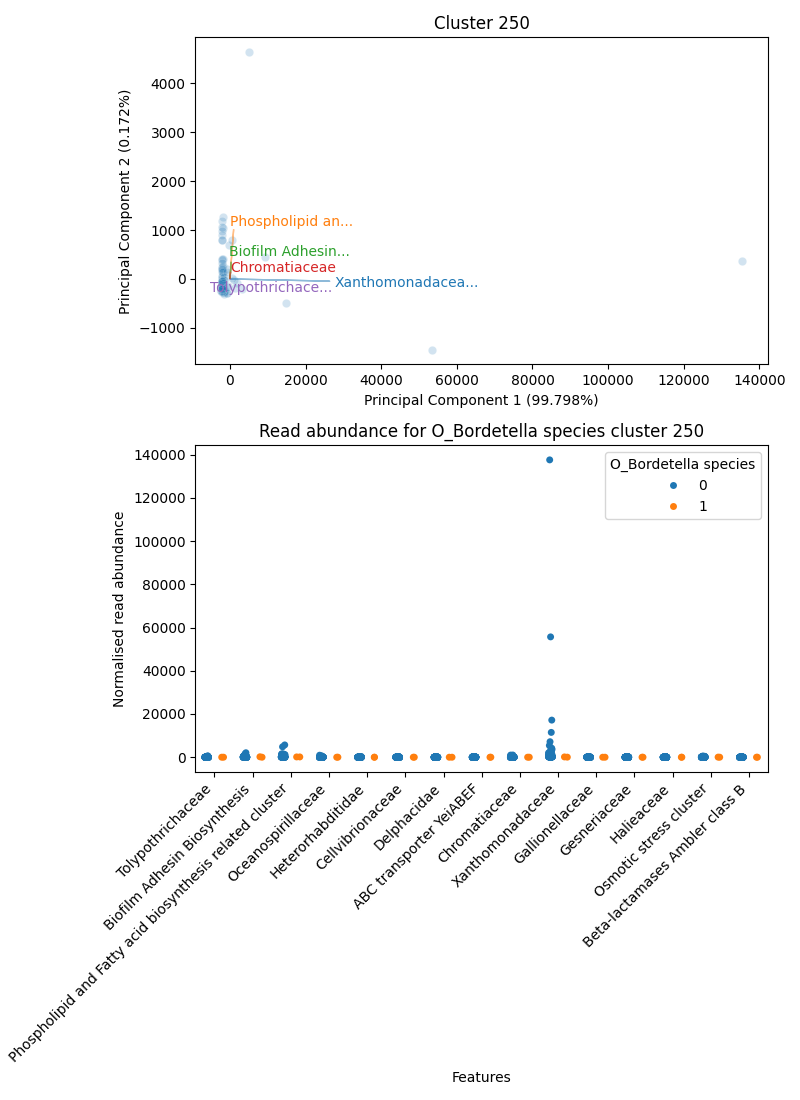 Cluster 250
4000
3000
2000
1000
0
−1000
Principal Component 2 (0.172%)
Phospholipid an...
Biofilm Adhesin...
Chromatiaceae
Xanthomonadacea...
Tolypothrichace...
0
20000
40000
60000
80000
100000
120000
140000
Principal Component 1 (99.798%)
Read abundance for O_Bordetella species cluster 250
140000
120000
100000
80000
60000
40000
20000
0
Normalised read abundance
O_Bordetella species
0
1
Tolypothrichaceae
Biofilm Adhesin Biosynthesis
Phospholipid and Fatty acid biosynthesis related cluster
Oceanospirillaceae
Heterorhabditidae
Cellvibrionaceae
Delphacidae
ABC transporter YeiABEF
Chromatiaceae
Xanthomonadaceae
Gallionellaceae
Gesneriaceae
Halieaceae
Osmotic stress cluster
Beta-lactamases Ambler class B
Features